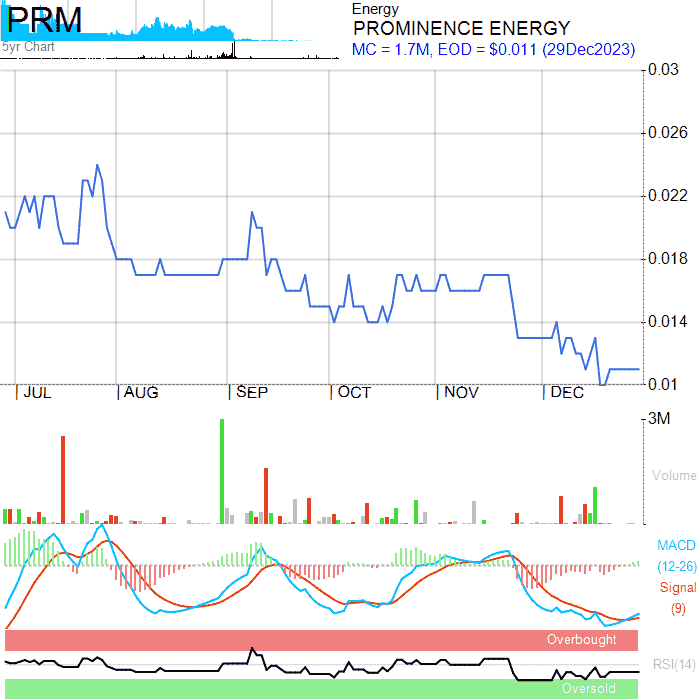 PRM
5yr Chart
Energy
PROMINENCE ENERGY
MC = 1.7M, EOD = $0.011 (29Dec2023)
0.03
0.026
0.022
0.018
0.014
0.01
JUL AUG SEP OCT NOV DEC
3M
Volume
MACD
(12-26)
Signal
(9)
Overbought
RSI(14)
Oversold